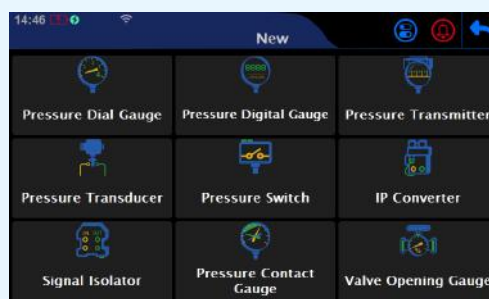 14:46
New
Pressure Dial Gauge
Pressure Digital Gauge
Pressure Transmitter
Pressure Transducer
Pressure Switch
IP Converter
Signal Isolator
Pressure Contact
Gauge
Valve Opening Gauge